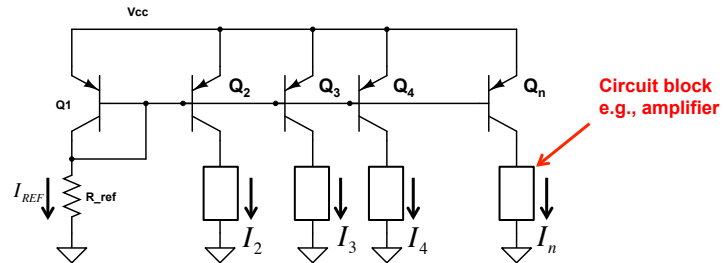 Vcc
Q1
Q2
Q3
Q4
Qn
Circuit block
e.g., amplifier
IREF
R_ref
I2
I3
I4
In